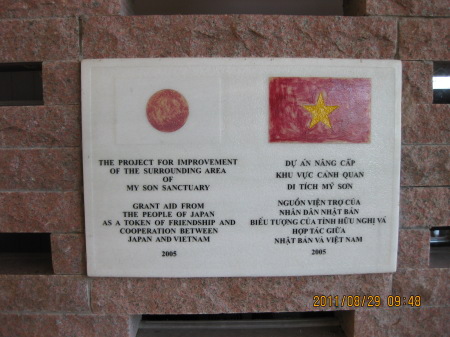 THE PROJECT FOR IMPROVEMENT
OF THE SURROUNDING AREA
OF
MY SON SANCTUARY
GRANT AID FROM
THE PEOPLE OF JAPAN
AS A TOKEN OF FRIENDSHIP AND
COOPERATION BETWEEN
JAPAN AND VIETNAM
2005
DỰ ÁN NÂNG CẤP
KHU VỰC CẢNH QUAN
DI TÍCH MỸ SƠN
NGUỒN VIỆN TRỢ CỦA
NHÂN DÂN NHẬT BẢN
BIỂU TƯỢNG CỦA TÌNH HỮU NGHỊ VÀ
HỢP TÁC GIỮA
NHẬT BẢN VÀ VIỆT NAM
2005
2011/08/29 09:48